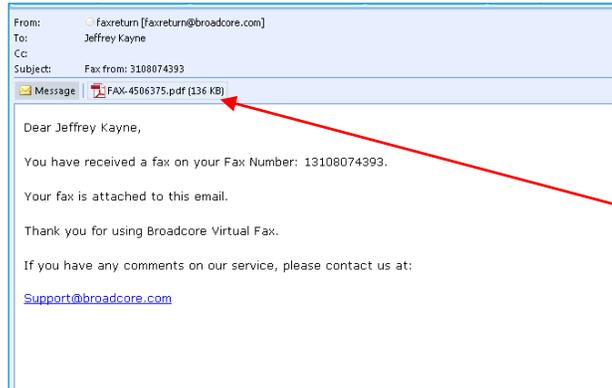 From: faxreturn [faxreturn@broadcore.com]
To: Jeffrey Kayne
Cc:
Subject: Fax from: 3108074393
Message FAX-4506375.pdf (136 KB)
Dear Jeffrey Kayne,
You have received a fax on your Fax Number: 13108074393.
Your fax is attached to this email.
Thank you for using Broadcore Virtual Fax.
If you have any comments on our service, please contact us at:
Support@broadcore.com